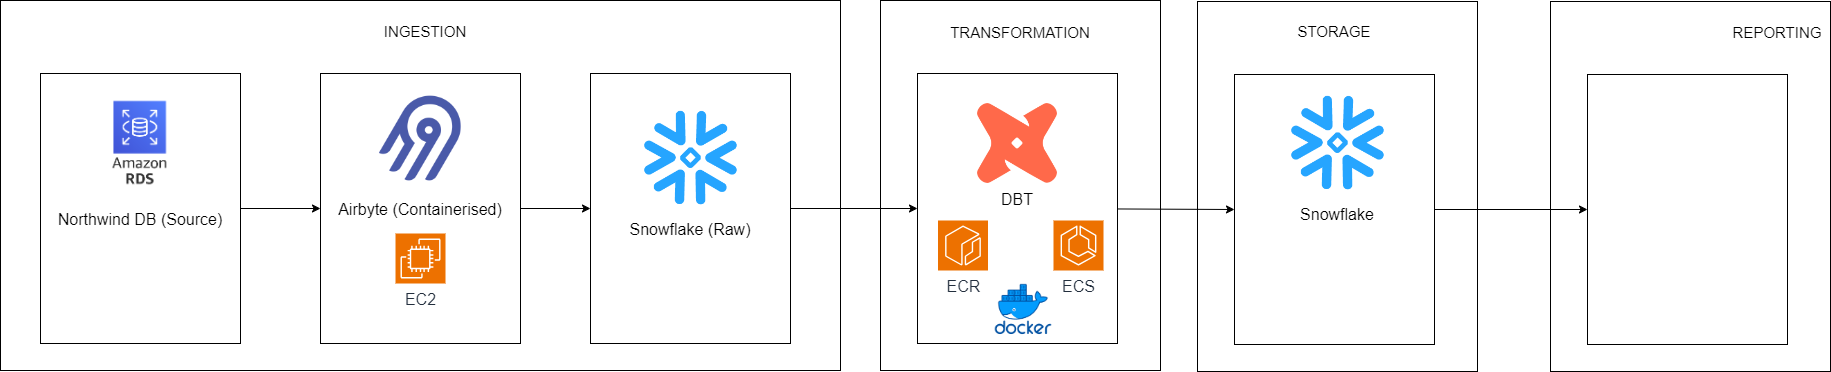 INGESTION
TRANSFORMATION
STORAGE
REPORTING
Amazon
RDS
Northwind DB (Source)
Airbyte (Containerised)
EC2
Snowflake (Raw)
DBT
ECR
ECS
docker
Snowflake